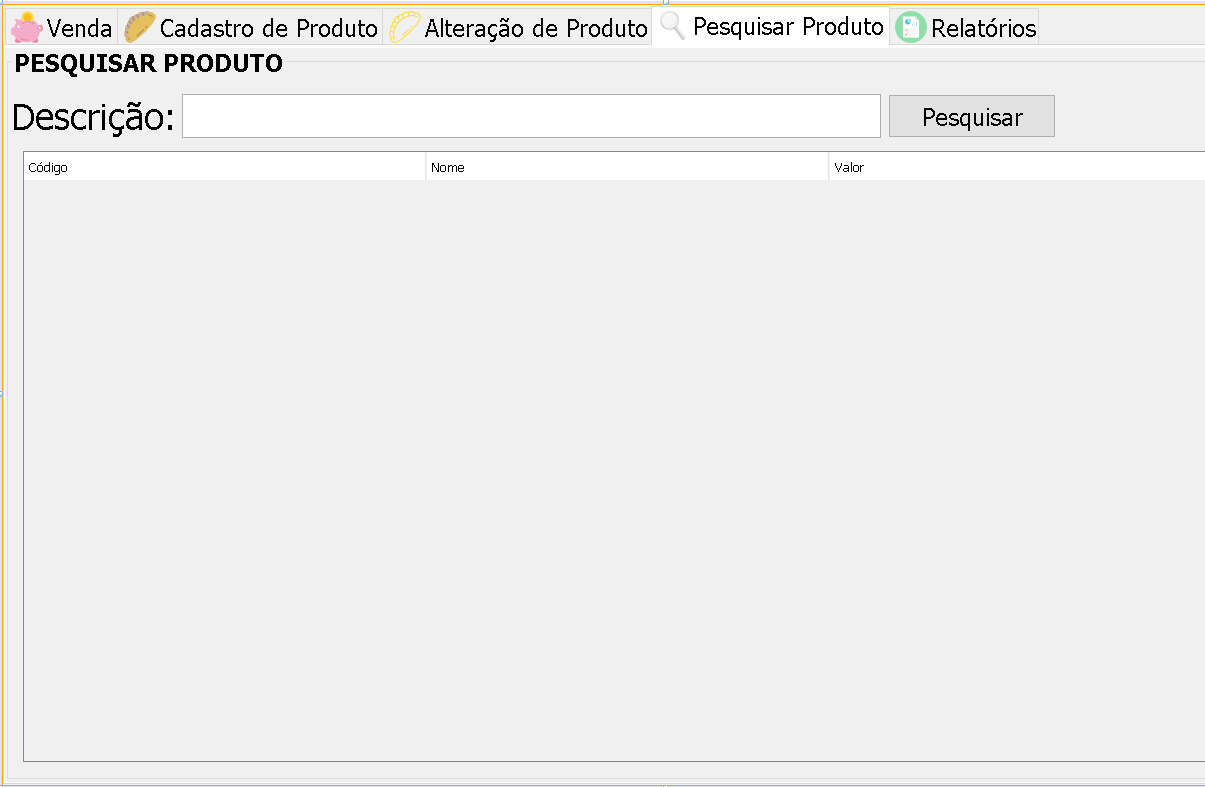 Venda Cadastro de Produto Alteração de Produto Pesquisar Produto Relatórios
PESQUISAR PRODUTO
Descrição: Pesquisar
Código Nome Valor